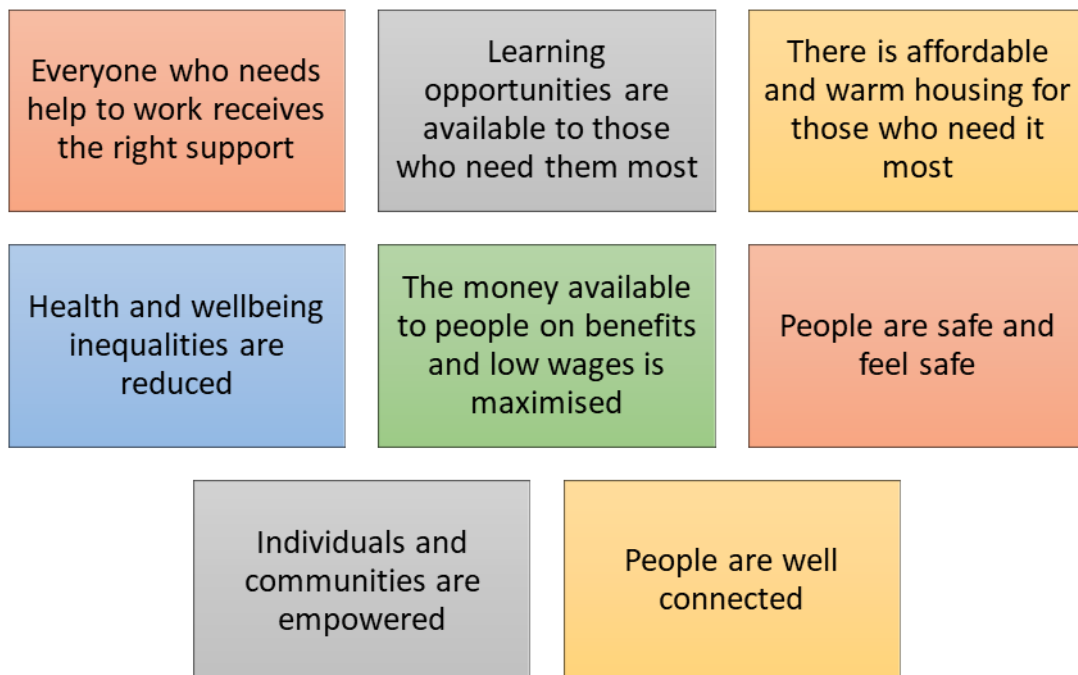 Everyone who needs
help to work receives
the right support
Learning
opportunities are
available to those
who need them most
There is affordable
and warm housing for
those who need it
most
Health and wellbeing
inequalities are
reduced
The money available
to people on benefits
and low wages is
maximised
People are safe and
feel safe
Individuals and
communities are
empowered
People are well
connected